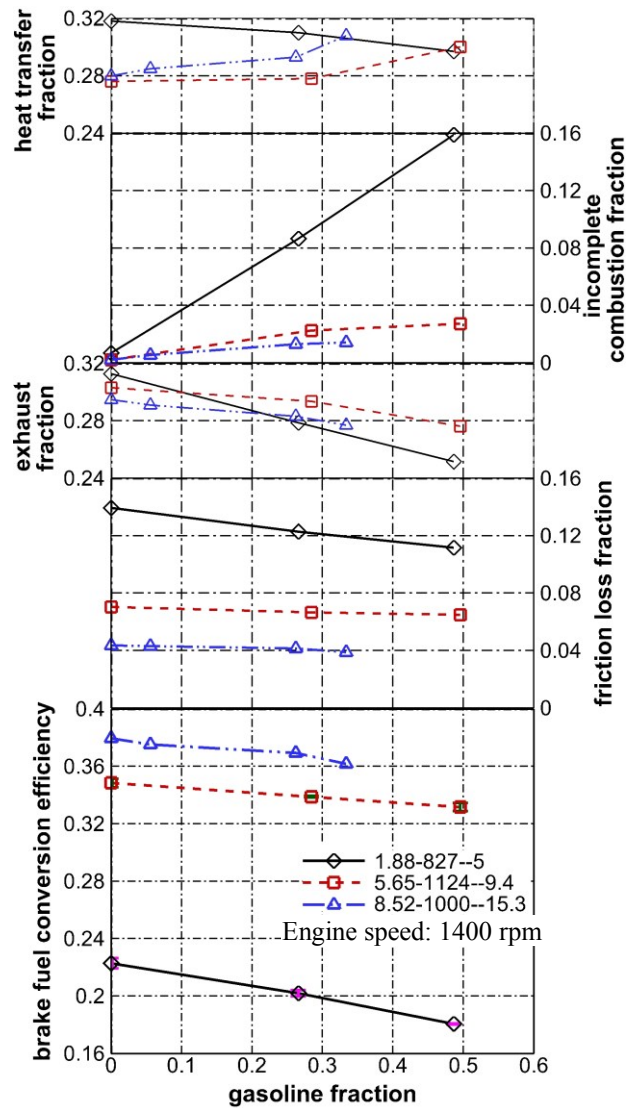 heat transfer
fraction
0.32
0.28
0.24
incomplete
combustion fraction
0.16
0.12
0.08
0.04
0
exhaust
fraction
0.32
0.28
0.24
friction loss fraction
0.16
0.12
0.08
0.04
0
brake fuel conversion efficiency
0.4
0.36
0.32
0.28
0.24
0.2
0.16
1.88-827--5
5.65-1124--9.4
8.52-1000--15.3
Engine speed: 1400 rpm
0 0.1 0.2 0.3 0.4 0.5 0.6
gasoline fraction